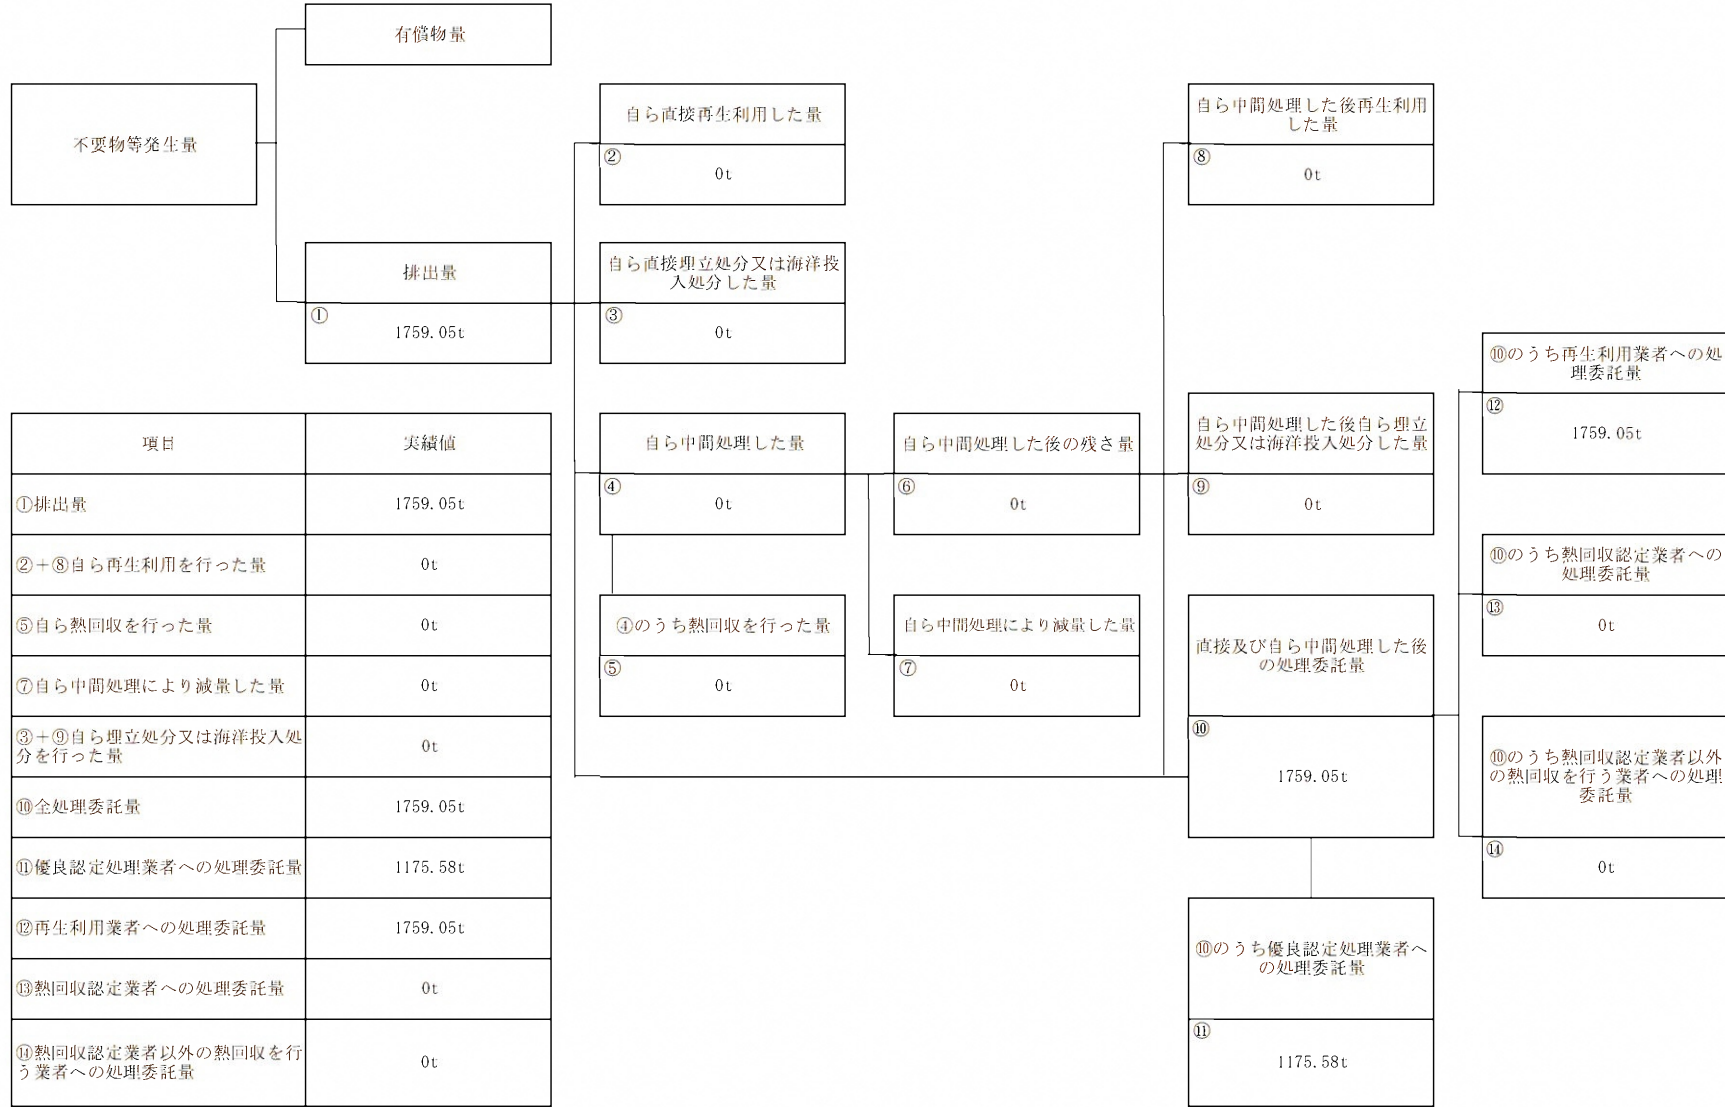 有償物量
不要物等発生量
排出量
①
1759.05t
自ら直接再生利用した量
②
0t
自ら直接埋立処分又は海洋投
入処分した量
③
0t
自ら中間処理した量
④
0t
④のうち熱回収を行った量
⑤
0t
自ら中間処理した後の残さ量
⑥
0t
自ら中間処理により減量した量
⑦
0t
自ら中間処理した後再生利用
した量
⑧
0t
自ら中間処理した後自ら埋立
処分又は海洋投入処分した量
⑨
0t
直接及び自ら中間処理した後
の処理委託量
⑩
1759.05t
⑩のうち優良認定処理業者へ
の処理委託量
⑪
1175.58t
⑩のうち再生利用業者への処
理委託量
⑫
1759.05t
⑩のうち熱回収認定業者への
処理委託量
⑬
0t
⑩のうち熱回収認定業者以外
の熱回収を行う業者への処理
委託量
⑭
0t
項目 実績値
①排出量 1759.05t
②+⑧自ら再生利用を行った量 0t
⑤自ら熱回収を行った量 0t
⑦自ら中間処理により減量した量 0t
③+⑨自ら埋立処分又は海洋投入処
分を行った量 0t
⑩全処理委託量 1759.05t
⑪優良認定処理業者への処理委託量 1175.58t
⑫再生利用業者への処理委託量 1759.05t
⑬熱回収認定業者への処理委託量 0t
⑭熱回収認定業者以外の熱回収を行
う業者への処理委託量 0t